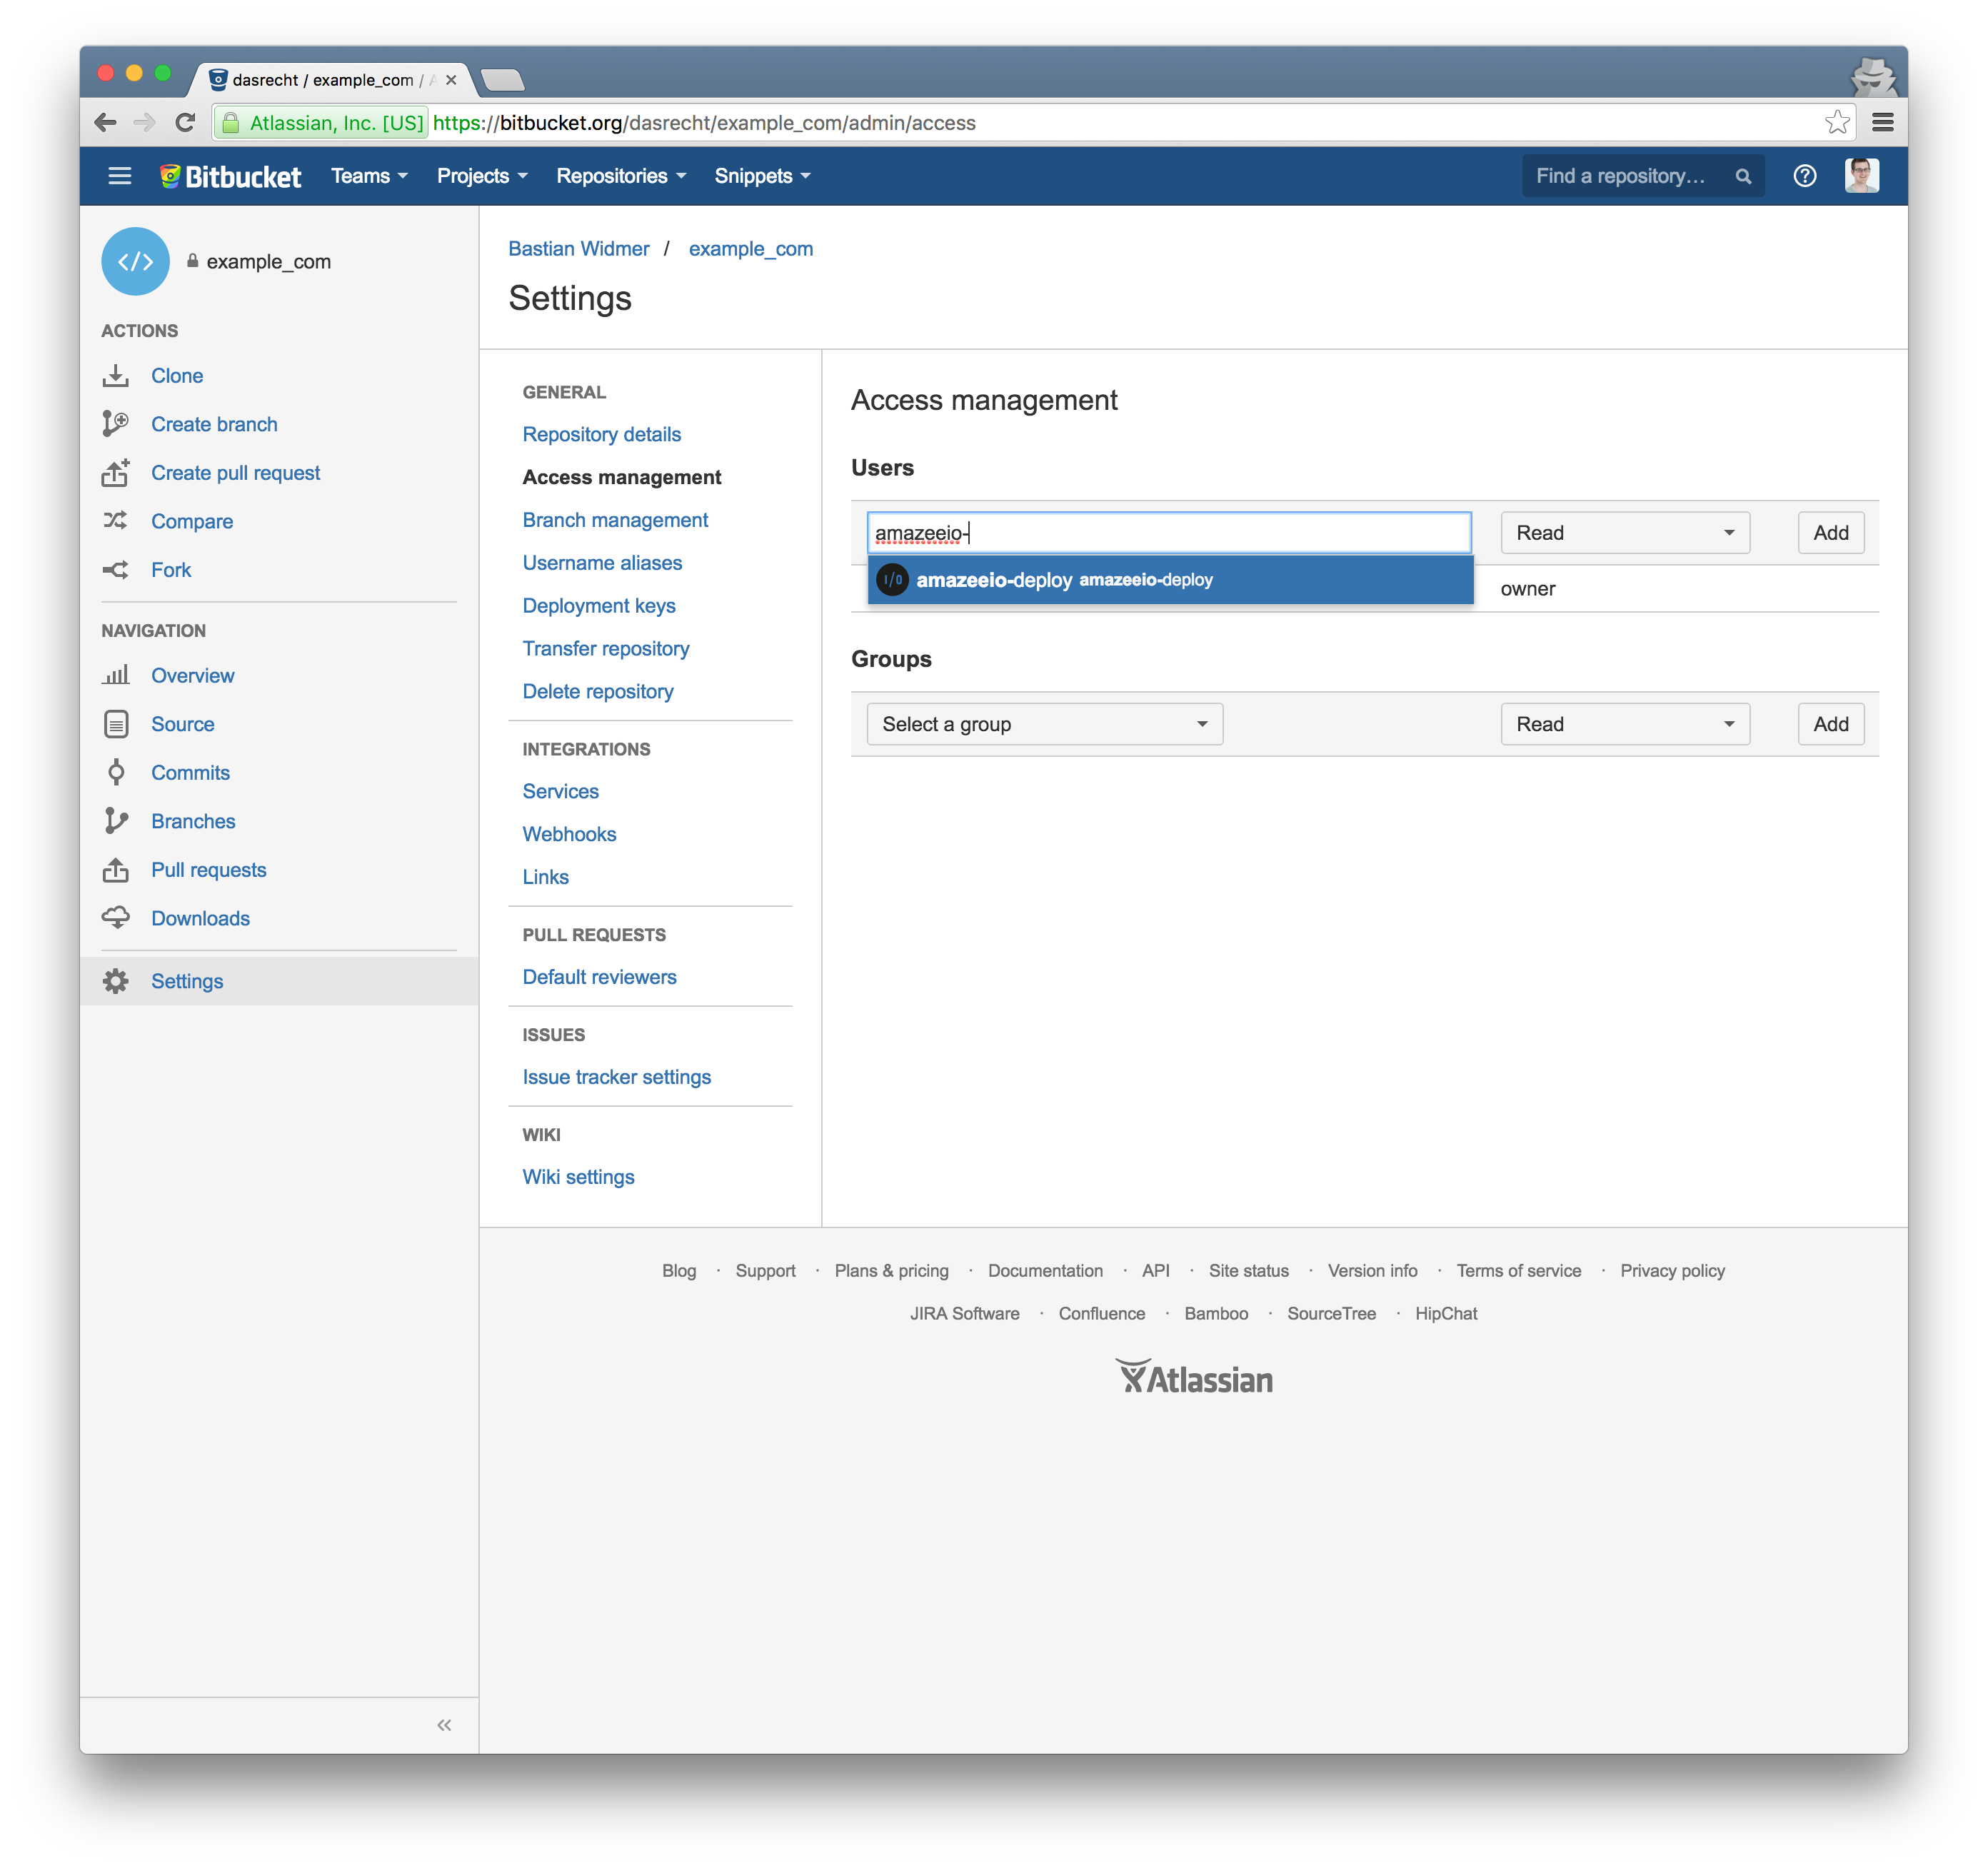 dasrecht / example_com /
Atlassian, Inc. [US] https://bitbucket.org/dasrecht/example_com/admin/access
Bitbucket Teams Projects Repositories Snippets Find a repository...
example_com
ACTIONS
Clone
Create branch
Create pull request
Compare
Fork
NAVIGATION
Overview
Source
Commits
Branches
Pull requests
Downloads
Settings
Bastian Widmer / example_com
Settings
GENERAL
Repository details
Access management
Branch management
Username aliases
Deployment keys
Transfer repository
Delete repository
INTEGRATIONS
Services
Webhooks
Links
PULL REQUESTS
Default reviewers
ISSUES
Issue tracker settings
WIKI
Wiki settings
Access management
Users
amazeeio- Read Add
I/O amazeeio-deploy amazeeio-deploy
owner
Groups
Select a group Read Add
Blog · Support · Plans & pricing · Documentation · API · Site status · Version info · Terms of service · Privacy policy
JIRA Software · Confluence · Bamboo · SourceTree · HipChat
Atlassian